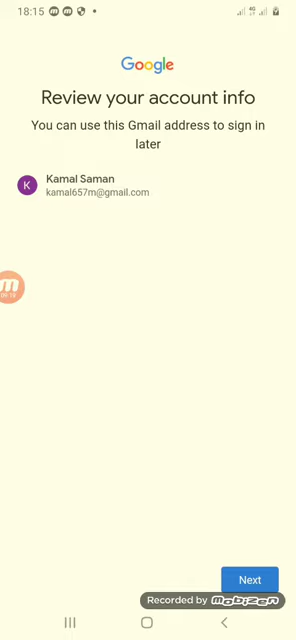 18:15
Google
Review your account info
You can use this Gmail address to sign in
later
K
Kamal Saman
kamal657m@gmail.com
Next
Recorded by mobizen